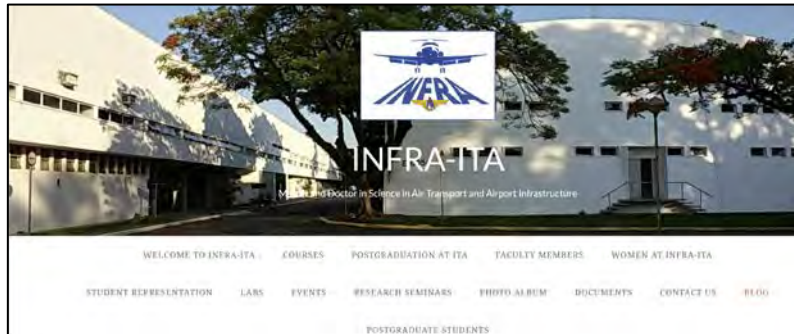 INFRA
INFRA-ITA
Master and Doctor in Science in Air Transport and Airport Infrastructure
WELCOME TO INFRA-ITA COURSES POSTGRADUATION AT ITA FACULTY MEMBERS WOMEN AT INFRA-ITA
STUDENT REPRESENTATION LABS EVENTS RESEARCH SEMINARS PHOTO ALBUM DOCUMENTS CONTACT US BLOG
POSTGRADUATE STUDENTS